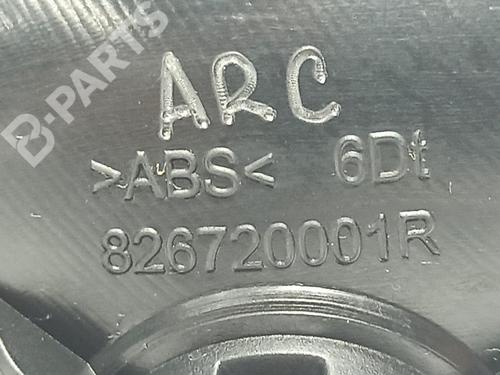 B-PARTS
ARC
>ABS< 6Dt
826720001R